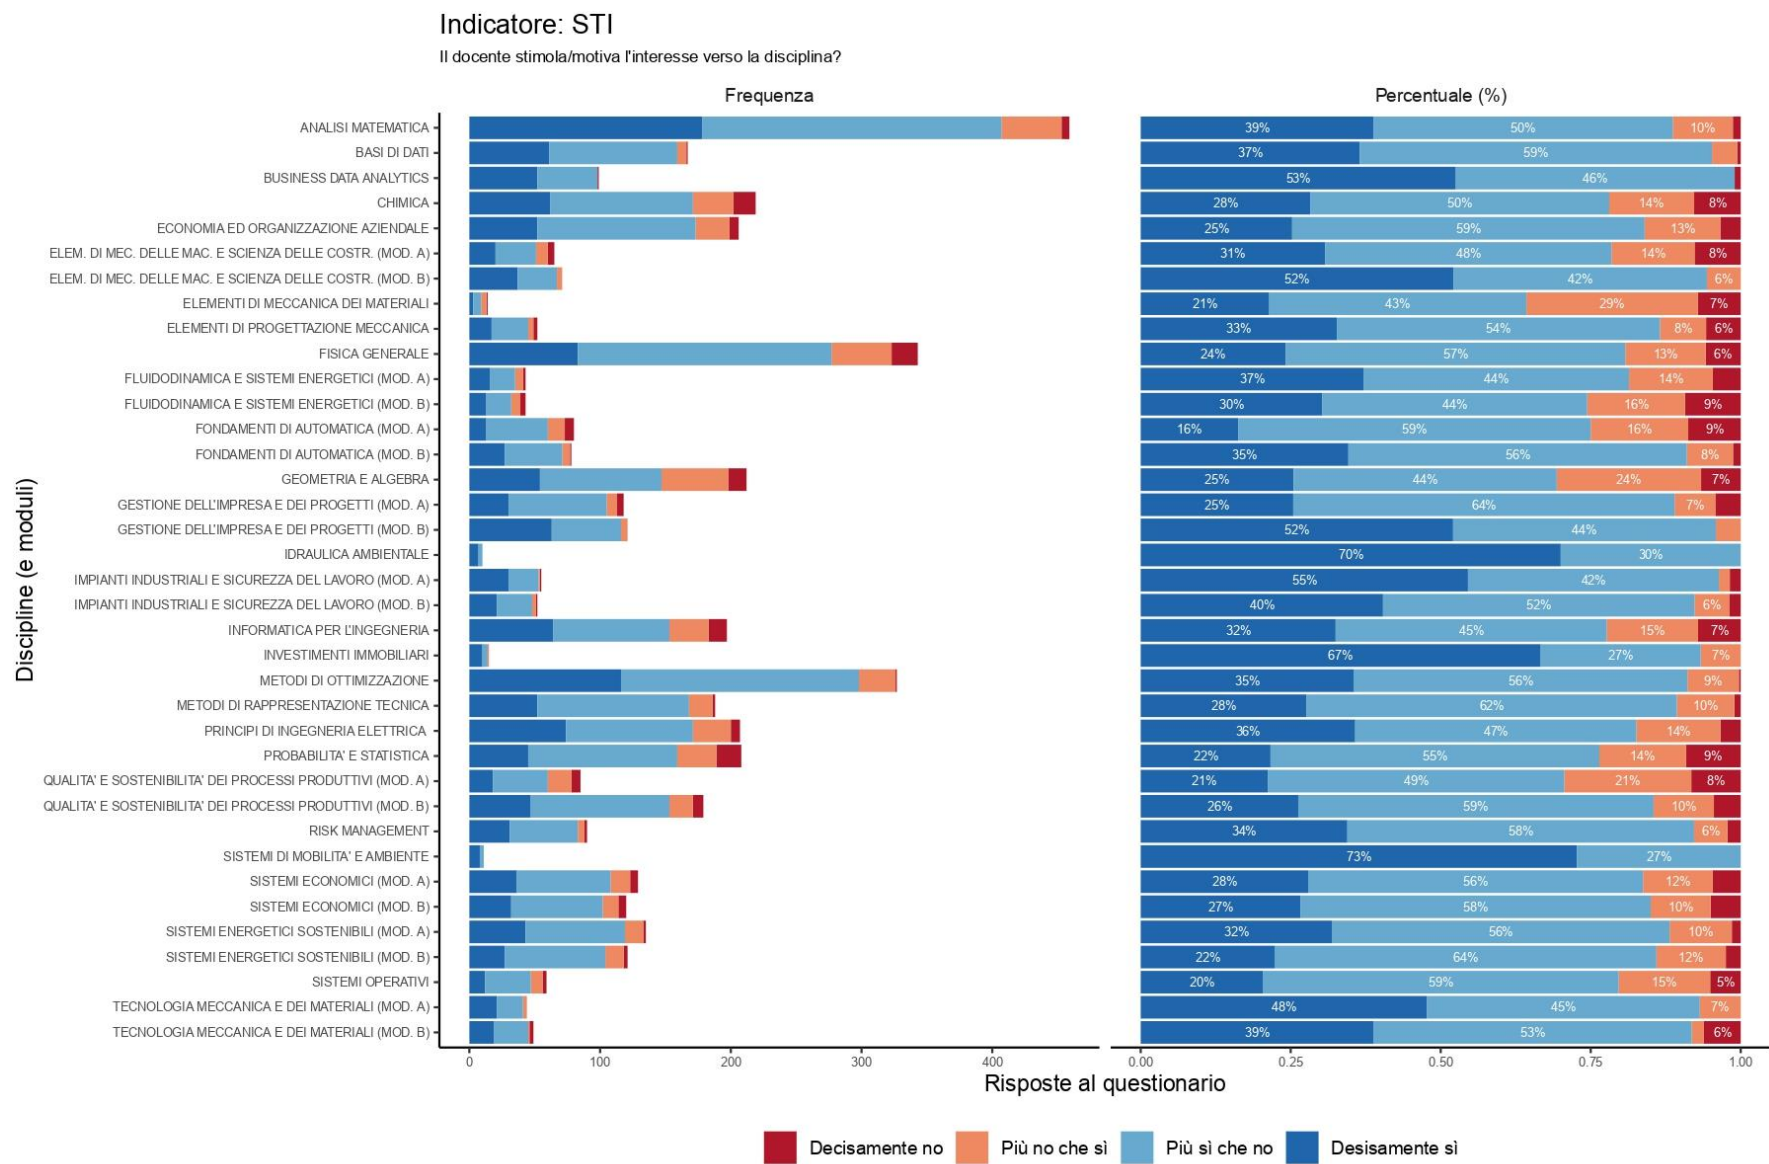 Indicatore: STI
Il docente stimola/motiva l'interesse verso la disciplina?
Frequenza Percentuale (%)
ANALISI MATEMATICA 39% 50% 10%
BASI DI DATI 37% 59%
BUSINESS DATA ANALYTICS 53% 46%
CHIMICA 28% 50% 14% 8%
ECONOMIA ED ORGANIZZAZIONE AZIENDALE 25% 59% 13%
ELEM. DI MEC. DELLE MAC. E SCIENZA DELLE COSTR. (MOD. A) 31% 48% 14% 8%
ELEM. DI MEC. DELLE MAC. E SCIENZA DELLE COSTR. (MOD. B) 52% 42% 6%
ELEMENTI DI MECCANICA DEI MATERIALI 21% 43% 29% 7%
ELEMENTI DI PROGETTAZIONE MECCANICA 33% 54% 8% 6%
FISICA GENERALE 24% 57% 13% 6%
FLUIDODINAMICA E SISTEMI ENERGETICI (MOD. A) 37% 44% 14%
FLUIDODINAMICA E SISTEMI ENERGETICI (MOD. B) 30% 44% 16% 9%
FONDAMENTI DI AUTOMATICA (MOD. A) 16% 59% 16% 9%
FONDAMENTI DI AUTOMATICA (MOD. B) 35% 56% 8%
GEOMETRIA E ALGEBRA 25% 44% 24% 7%
GESTIONE DELL'IMPRESA E DEI PROGETTI (MOD. A) 25% 64% 7%
GESTIONE DELL'IMPRESA E DEI PROGETTI (MOD. B) 52% 44%
IDRAULICA AMBIENTALE 70% 30%
IMPIANTI INDUSTRIALI E SICUREZZA DEL LAVORO (MOD. A) 55% 42%
IMPIANTI INDUSTRIALI E SICUREZZA DEL LAVORO (MOD. B) 40% 52% 6%
INFORMATICA PER L'INGEGNERIA 32% 45% 15% 7%
INVESTIMENTI IMMOBILIARI 67% 27% 7%
METODI DI OTTIMIZZAZIONE 35% 56% 9%
METODI DI RAPPRESENTAZIONE TECNICA 28% 62% 10%
PRINCIPI DI INGEGNERIA ELETTRICA 36% 47% 14%
PROBABILITA' E STATISTICA 22% 55% 14% 9%
QUALITA' E SOSTENIBILITA' DEI PROCESSI PRODUTTIVI (MOD. A) 21% 49% 21% 8%
QUALITA' E SOSTENIBILITA' DEI PROCESSI PRODUTTIVI (MOD. B) 26% 59% 10%
RISK MANAGEMENT 34% 58% 6%
SISTEMI DI MOBILITA' E AMBIENTE 73% 27%
SISTEMI ECONOMICI (MOD. A) 28% 56% 12%
SISTEMI ECONOMICI (MOD. B) 27% 58% 10%
SISTEMI ENERGETICI SOSTENIBILI (MOD. A) 32% 56% 10%
SISTEMI ENERGETICI SOSTENIBILI (MOD. B) 22% 64% 12%
SISTEMI OPERATIVI 20% 59% 15% 5%
TECNOLOGIA MECCANICA E DEI MATERIALI (MOD. A) 48% 45% 7%
TECNOLOGIA MECCANICA E DEI MATERIALI (MOD. B) 39% 53% 6%
Discipline (e moduli)
0 100 200 300 400 0.00 0.25 0.50 0.75 1.00
Risposte al questionario
Decisamente no Più no che sì Più sì che no Desisamente sì